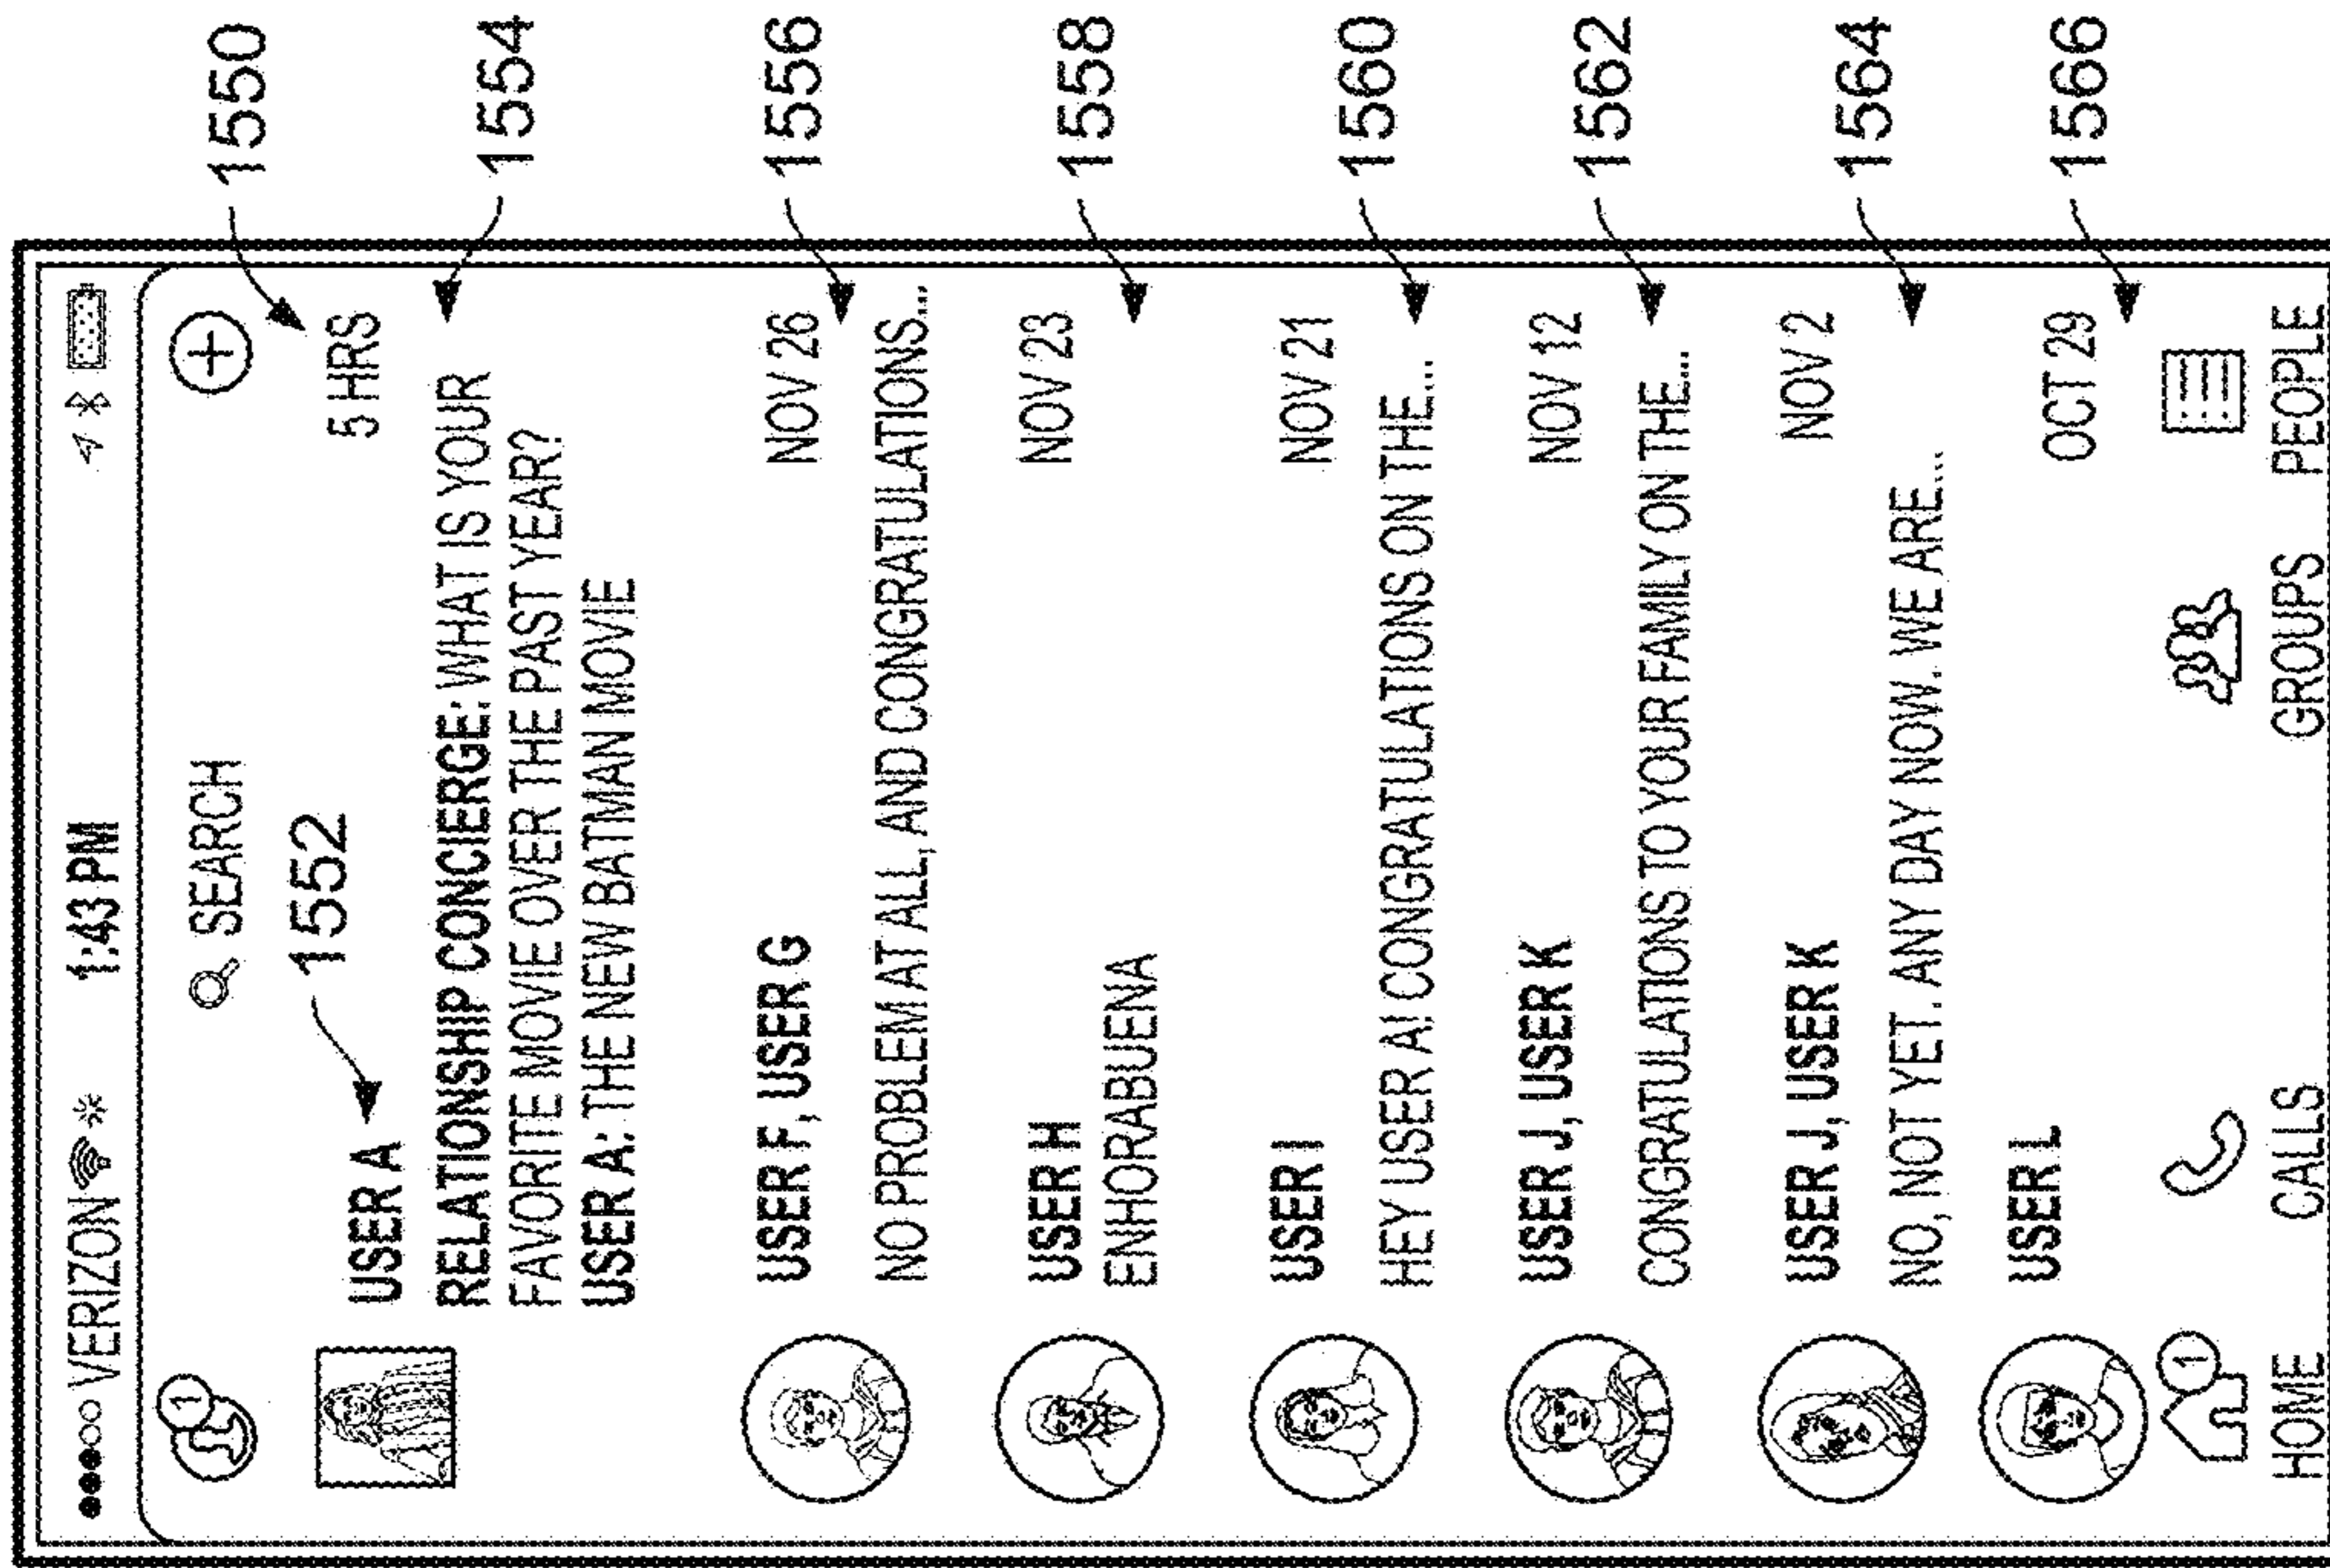 ●●●○○ VERIZON 1:43 PM
1
SEARCH
1550
1552
USER A 5 HRS
1554
RELATIONSHIP CONCIERGE: WHAT IS YOUR
FAVORITE MOVIE OVER THE PAST YEAR?
USER A: THE NEW BATMAN MOVIE
USER F, USER G NOV 26
1556
NO PROBLEM AT ALL, AND CONGRATULATIONS...
USER H NOV 23
1558
ENHORABUENA
USER I NOV 21
1560
HEY USER A! CONGRATULATIONS ON THE...
USER J, USER K NOV 12
1562
CONGRATULATIONS TO YOUR FAMILY ON THE...
USER J, USER K NOV 2
1564
NO, NOT YET. ANY DAY NOW. WE ARE...
USER L OCT 29
1566
1
HOME CALLS GROUPS PEOPLE